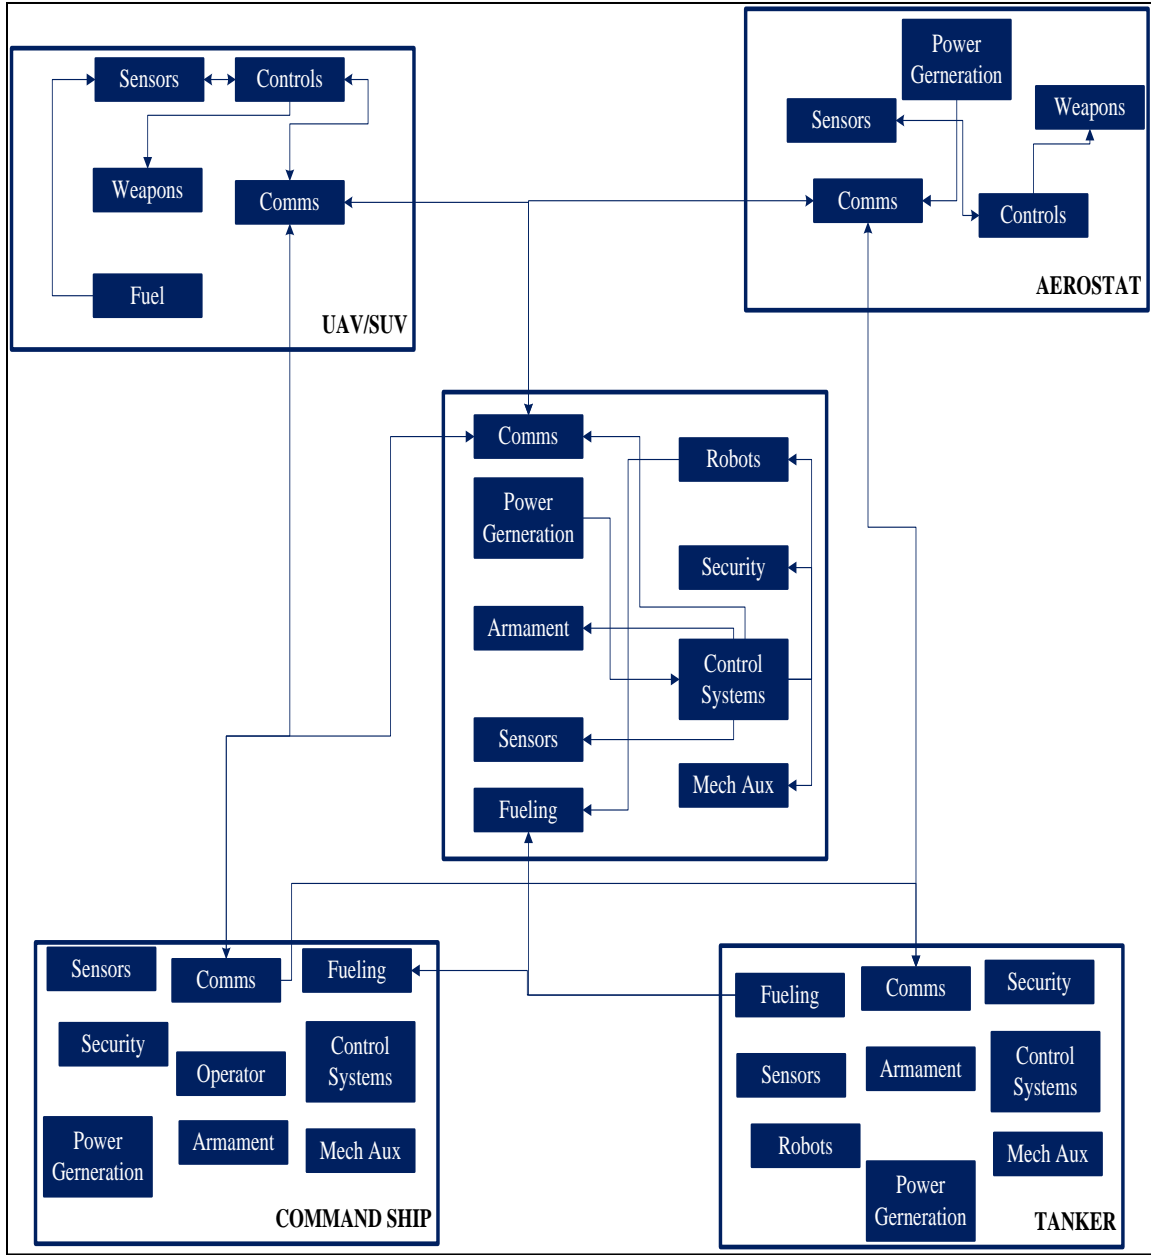 Sensors
Controls
Weapons
Comms
Fuel
UAV/SUV
Power
Gerneration
Sensors
Weapons
Comms
Controls
AEROSTAT
Comms
Robots
Power
Gerneration
Security
Armament
Control
Systems
Sensors
Mech Aux
Fueling
Sensors
Comms
Fueling
Security
Operator
Control
Systems
Power
Gerneration
Armament
Mech Aux
COMMAND SHIP
Fueling
Comms
Security
Sensors
Armament
Control
Systems
Robots
Mech Aux
Power
Gerneration
TANKER